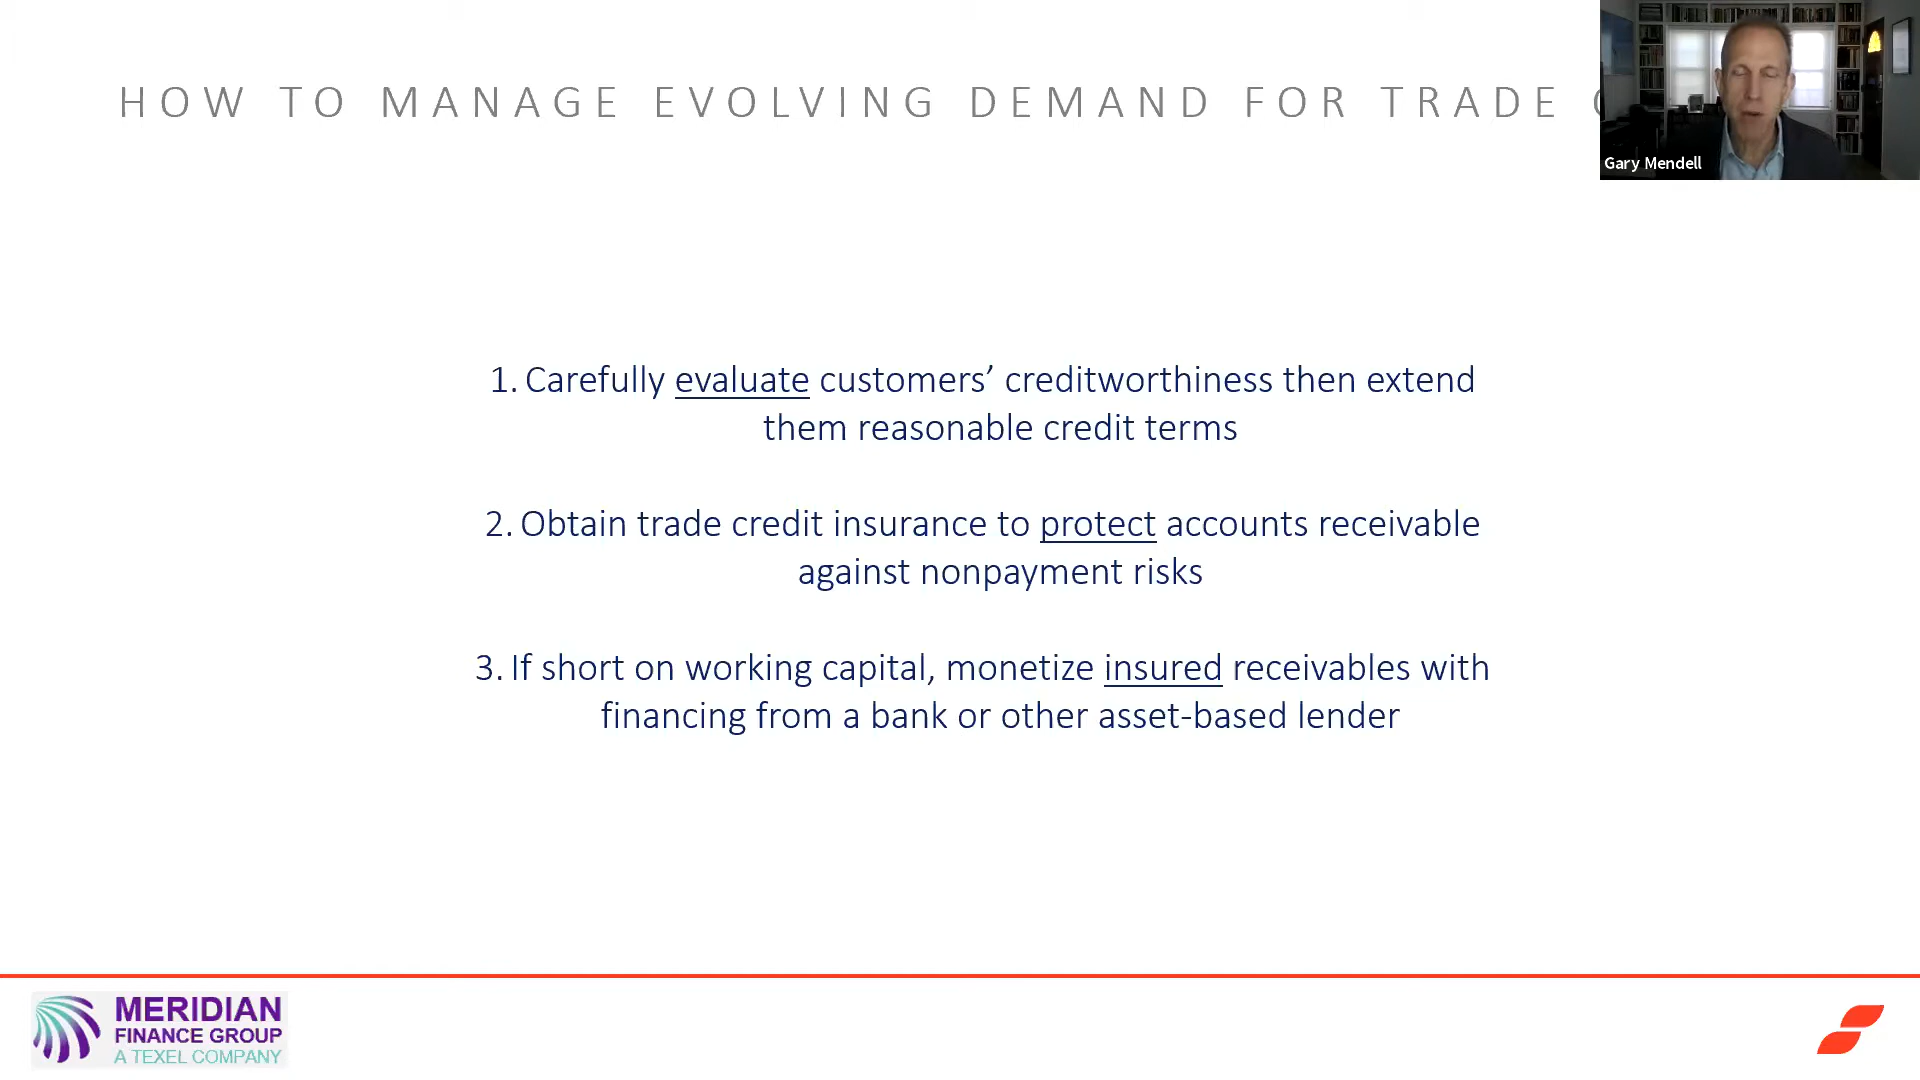 HOW TO MANAGE EVOLVING DEMAND FOR TRADE
Gary Mendell
1. Carefully evaluate customers’ creditworthiness then extend
them reasonable credit terms
2. Obtain trade credit insurance to protect accounts receivable
against nonpayment risks
3. If short on working capital, monetize insured receivables with
financing from a bank or other asset-based lender
MERIDIAN
FINANCE GROUP
A TEXEL COMPANY